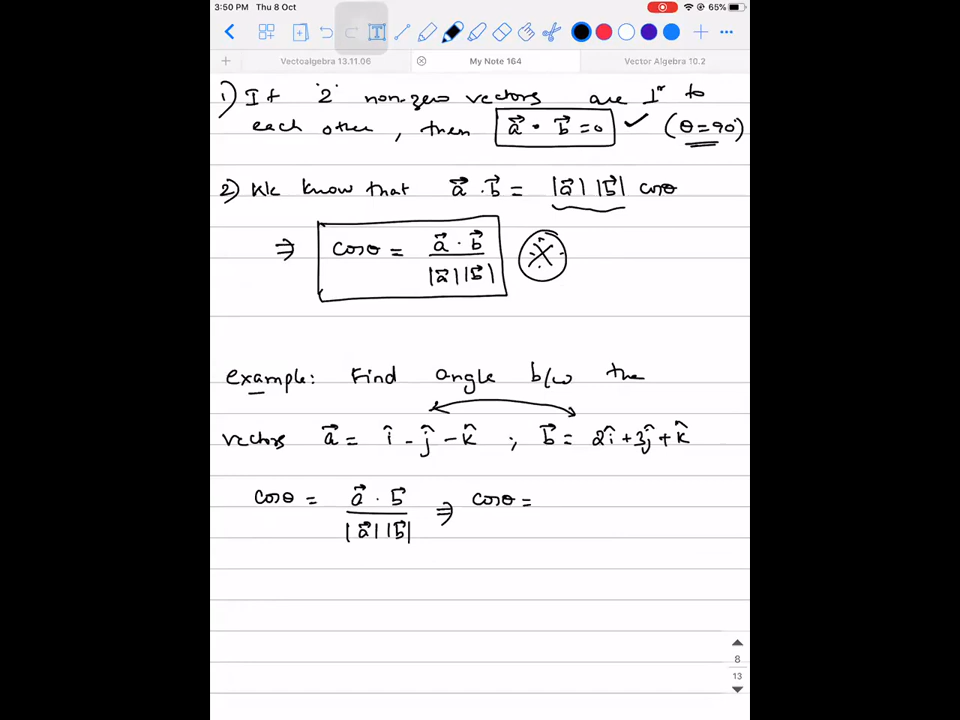 3:50 PM Thu 8 Oct 65%
Vectoalgebra 13.11.06 My Note 164 Vector Algebra 10.2
1) If '2' non-zero vectors are ⊥r to
each other, then a⃗ · b⃗ = 0 ✓ (θ = 90°)
2) We know that a⃗ · b⃗ = |a⃗| |b⃗| cosθ
⇒ cosθ = a⃗ · b⃗ / |a⃗| |b⃗|
example: Find angle b/w the
vectors a⃗ = î - ĵ - k̂ ; b⃗ = 2î + 3ĵ + k̂
cosθ = a⃗ · b⃗ / |a⃗| |b⃗| ⇒ cosθ =
8
13